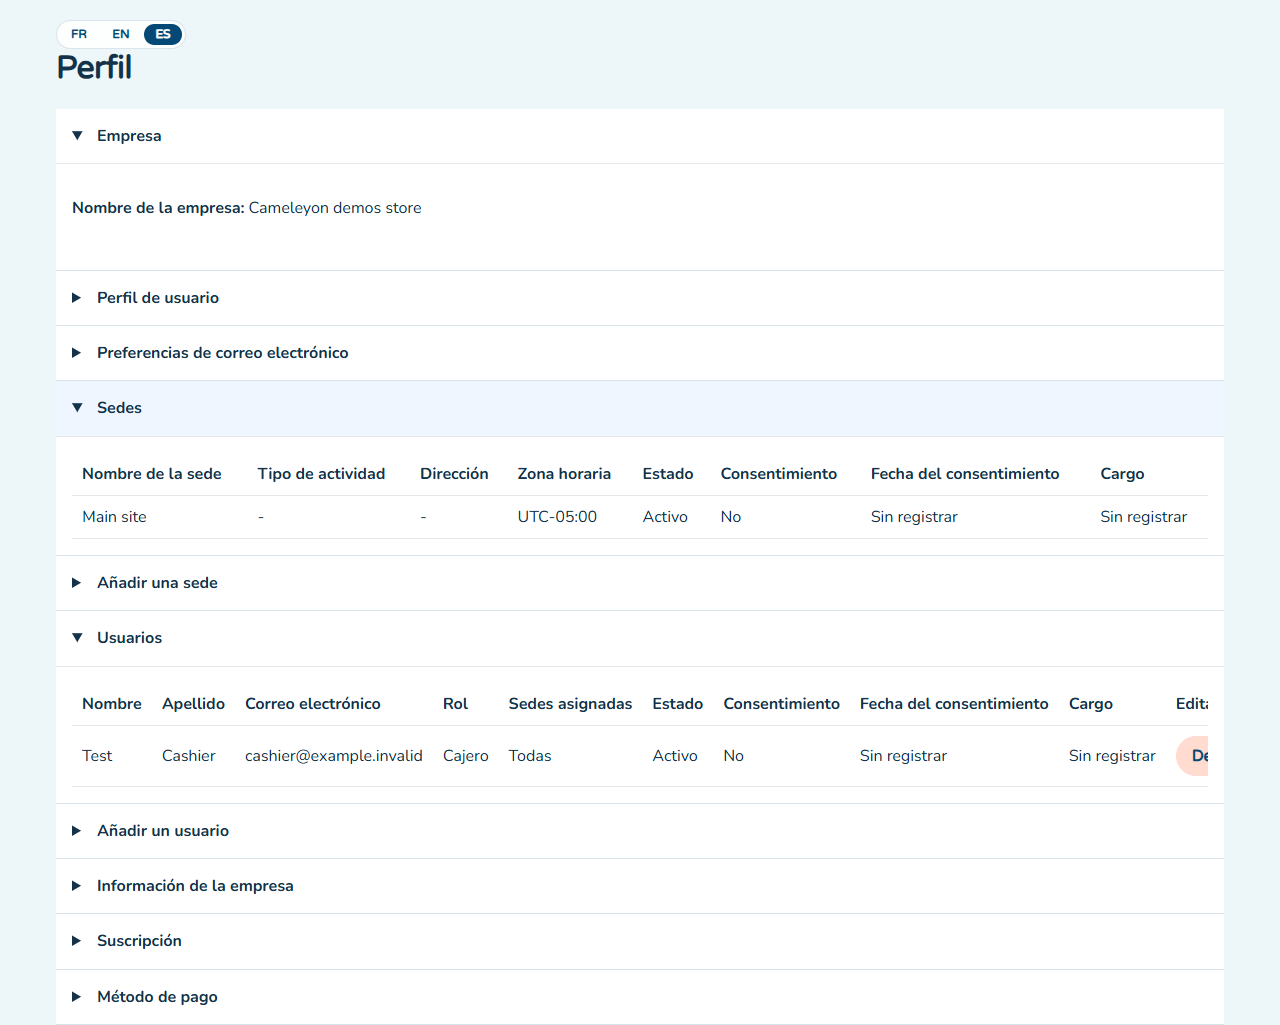 FR EN ES
Perfil
Empresa
Nombre de la empresa: Cameleyon demos store
Perfil de usuario
Preferencias de correo electrónico
Sedes
Nombre de la sede Tipo de actividad Dirección Zona horaria Estado Consentimiento Fecha del consentimiento Cargo
Main site - - UTC-05:00 Activo No Sin registrar Sin registrar
Añadir una sede
Usuarios
Nombre Apellido Correo electrónico Rol Sedes asignadas Estado Consentimiento Fecha del consentimiento Cargo
Test Cashier cashier@example.invalid Cajero Todas Activo No Sin registrar Sin registrar
Añadir un usuario
Información de la empresa
Suscripción
Método de pago